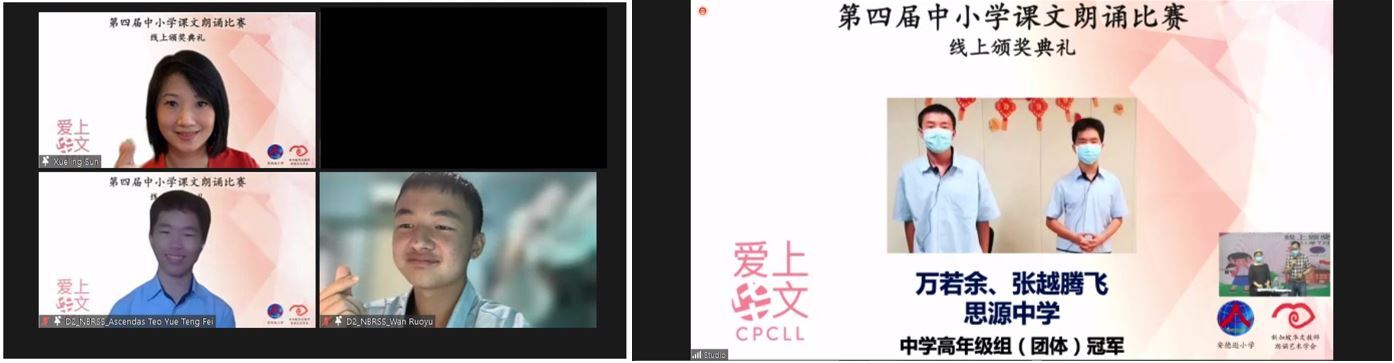 第四届中小学课文朗诵比赛
线上颁奖典礼
爱上
华文
Xueling Sun
第四届中小学课文朗诵比赛
爱上
华文
D2_NBRSS_Ascendas Teo Yue Teng Fei
D2_NBRSS_Wan Ruoyu
第四届中小学课文朗诵比赛
线上颁奖典礼
爱上
华文
CPCLL
万若余、张越腾飞
思源中学
中学高年级组（团体）冠军
安德逊小学
新加坡华文教师
朗诵艺术学会
Studio